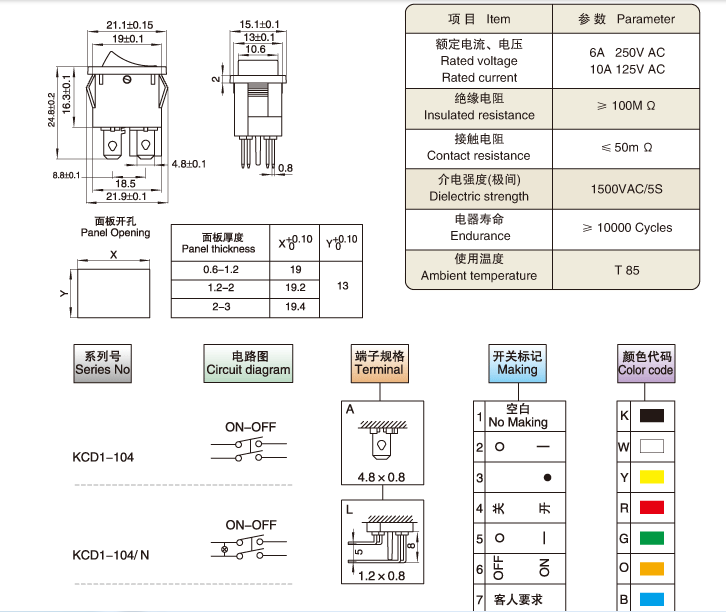 21.1±0.15
19±0.1
24.8±0.2
16.3±0.1
4.8±0.1
8.8±0.1
18.5
21.9±0.1
15.1±0.1
13±0.1
10.6
2
0.8
项 目 Item 参 数 Parameter
额定电流、电压
Rated voltage
Rated current
6A 250V AC
10A 125V AC
绝缘电阻
Insulated resistance
≥ 100M Ω
接触电阻
Contact resistance
≤ 50m Ω
介电强度(极间)
Dielectric strength
1500VAC/5S
电器寿命
Endurance
≥ 10000 Cycles
使用温度
Ambient temperature
T 85
面板开孔
Panel Opening
X
Y
面板厚度
Panel thickness
X +0.10 0
Y +0.10 0
0.6–1.2 19
1.2–2 19.2
2–3 19.4
13
系列号
Series No
电路图
Circuit diagram
端子规格
Terminal
开关标记
Making
颜色代码
Color code
KCD1–104
ON–OFF
KCD1–104/ N
ON–OFF
A
4.8×0.8
L
5
8
1.2×0.8
1 空白
No Making
2 O —
3 ●
4 关 开
5 O —
6 OFF ON
7 客人要求
K
W
Y
R
G
O
B